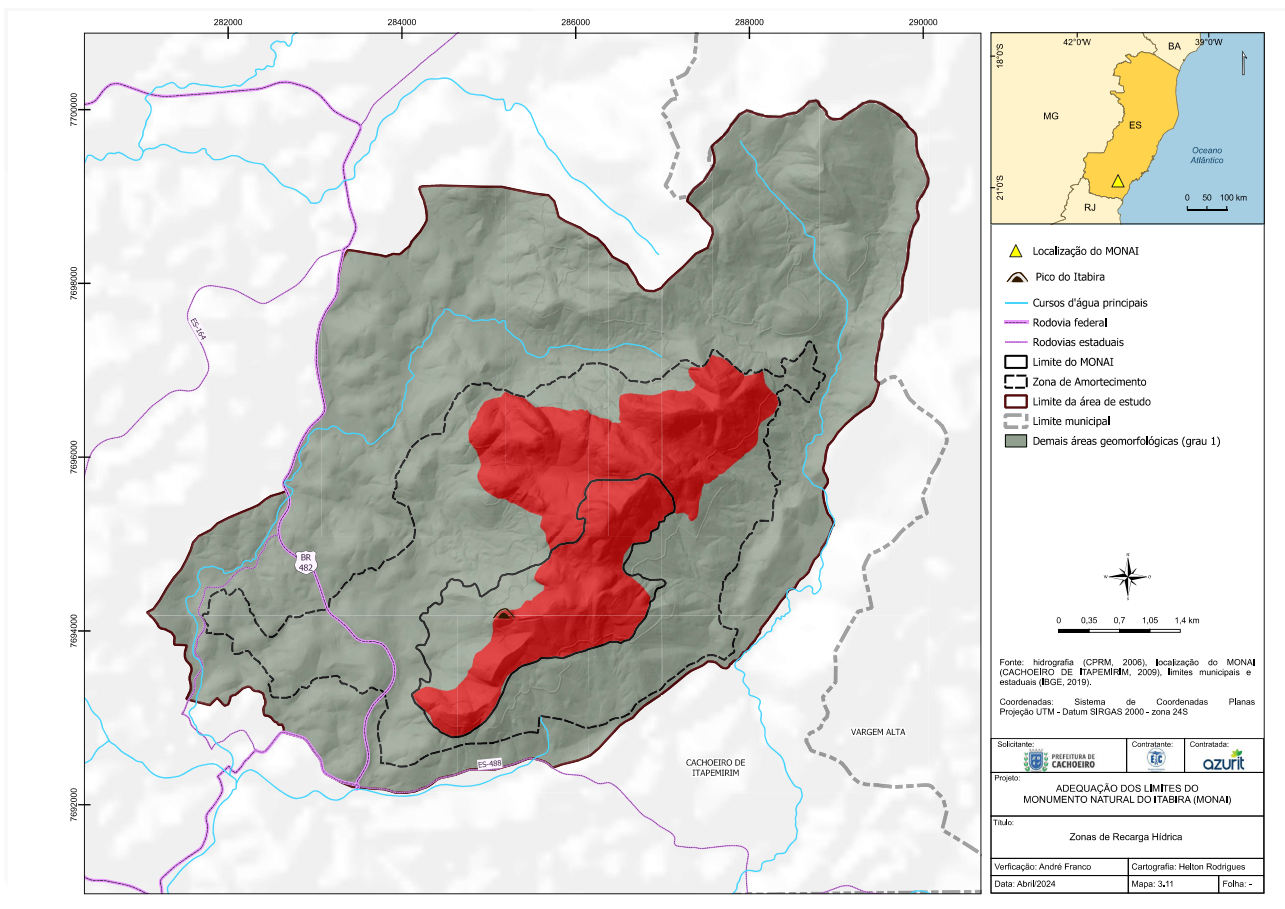 282000
284000
286000
288000
290000
7700000
7698000
7696000
7694000
7692000
ES-164
BR
482
ES-488
CACHOEIRO DE
ITAPEMIRIM
VARGEM ALTA
42°0'W
39°0'W
18°0'S
21°0'S
BA
MG
ES
RJ
Oceano
Atlântico
0 50 100 km
Localização do MONAI
Pico do Itabira
Cursos d'água principais
Rodovia federal
Rodovias estaduais
Limite do MONAI
Zona de Amortecimento
Limite da área de estudo
Limite municipal
Demais áreas geomorfológicas (grau 1)
N
W
O
S
0 0,35 0,7 1,05 1,4 km
Fonte: hidrografia (CPRM, 2006), localização do MONAI
(CACHOEIRO DE ITAPEMIRIM, 2009), limites municipais e
estaduais (IBGE, 2019).
Coordenadas: Sistema de Coordenadas Planas
Projeção UTM - Datum SIRGAS 2000 - zona 24S
Solicitante:
PREFEITURA DE
CACHOEIRO
Contratante:
EJC
Contratada:
azurit
Projeto:
ADEQUAÇÃO DOS LIMITES DO
MONUMENTO NATURAL DO ITABIRA (MONAI)
Título:
Zonas de Recarga Hídrica
Verficação: André Franco
Cartografia: Helton Rodrigues
Data: Abril/2024
Mapa: 3.11
Folha: -